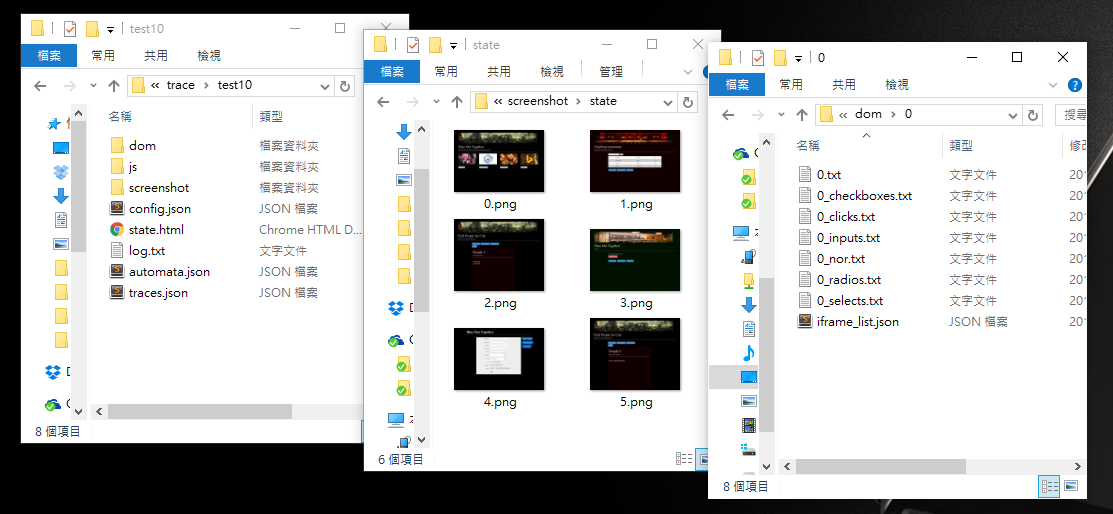 test10
檔案 常用 共用 檢視
« trace › test10
名稱 類型
dom 檔案資料夾
js 檔案資料夾
screenshot 檔案資料夾
config.json JSON 檔案
state.html Chrome HTML D...
log.txt 文字文件
automata.json JSON 檔案
traces.json JSON 檔案
8 個項目
state
檔案 常用 共用 檢視 管理
« screenshot › state
0.png 1.png
2.png 3.png
4.png 5.png
6 個項目
0
檔案 常用 共用 檢視
« dom › 0
搜尋
名稱 類型 修改
0.txt 文字文件 201
0_checkboxes.txt 文字文件 201
0_clicks.txt 文字文件 201
0_inputs.txt 文字文件 201
0_nor.txt 文字文件 201
0_radios.txt 文字文件 201
0_selects.txt 文字文件 201
iframe_list.json JSON 檔案 201
8 個項目